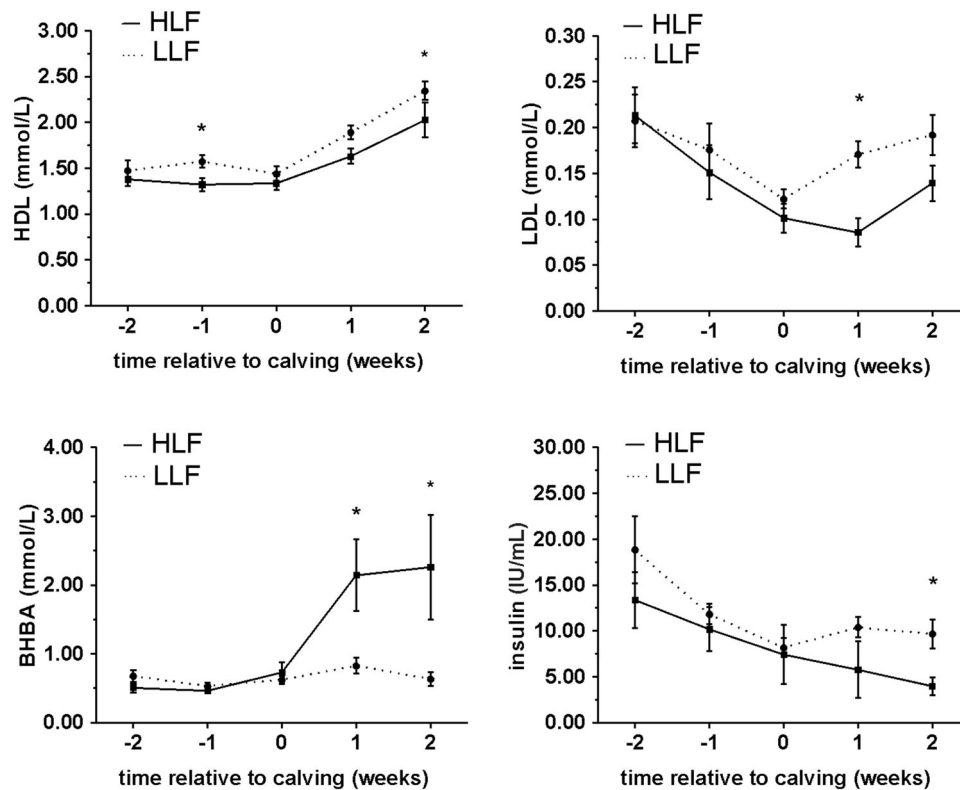 HLF
LLF
3.00
2.50
2.00
1.50
1.00
0.50
0.00
HDL (mmol/L)
*
*
-2 -1 0 1 2
time relative to calving (weeks)
HLF
LLF
0.30
0.25
0.20
0.15
0.10
0.05
0.00
LDL (mmol/L)
*
-2 -1 0 1 2
time relative to calving (weeks)
HLF
LLF
4.00
3.00
2.00
1.00
0.00
BHBA (mmol/L)
*
*
-2 -1 0 1 2
time relative to calving (weeks)
HLF
LLF
30.00
25.00
20.00
15.00
10.00
5.00
0.00
insulin (IU/mL)
*
-2 -1 0 1 2
time relative to calving (weeks)